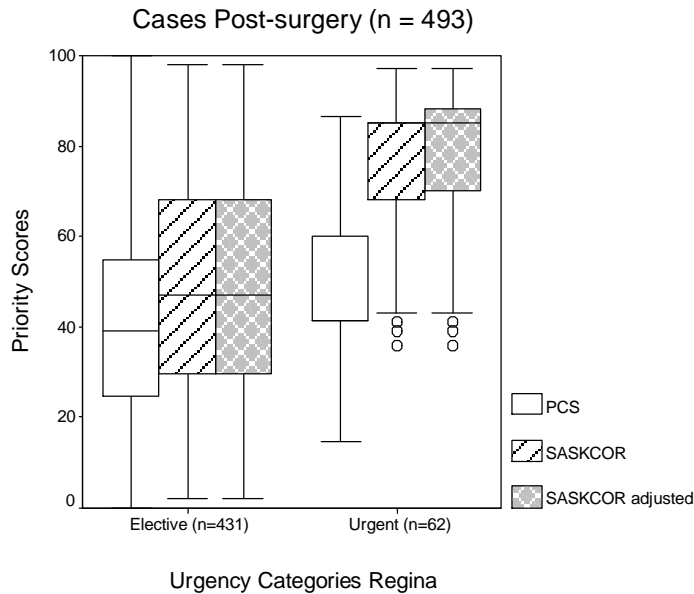 Cases Post-surgery (n = 493)
100
80
60
40
20
0
Priority Scores
Elective (n=431)
Urgent (n=62)
Urgency Categories Regina
PCS
SASKCOR
SASKCOR adjusted